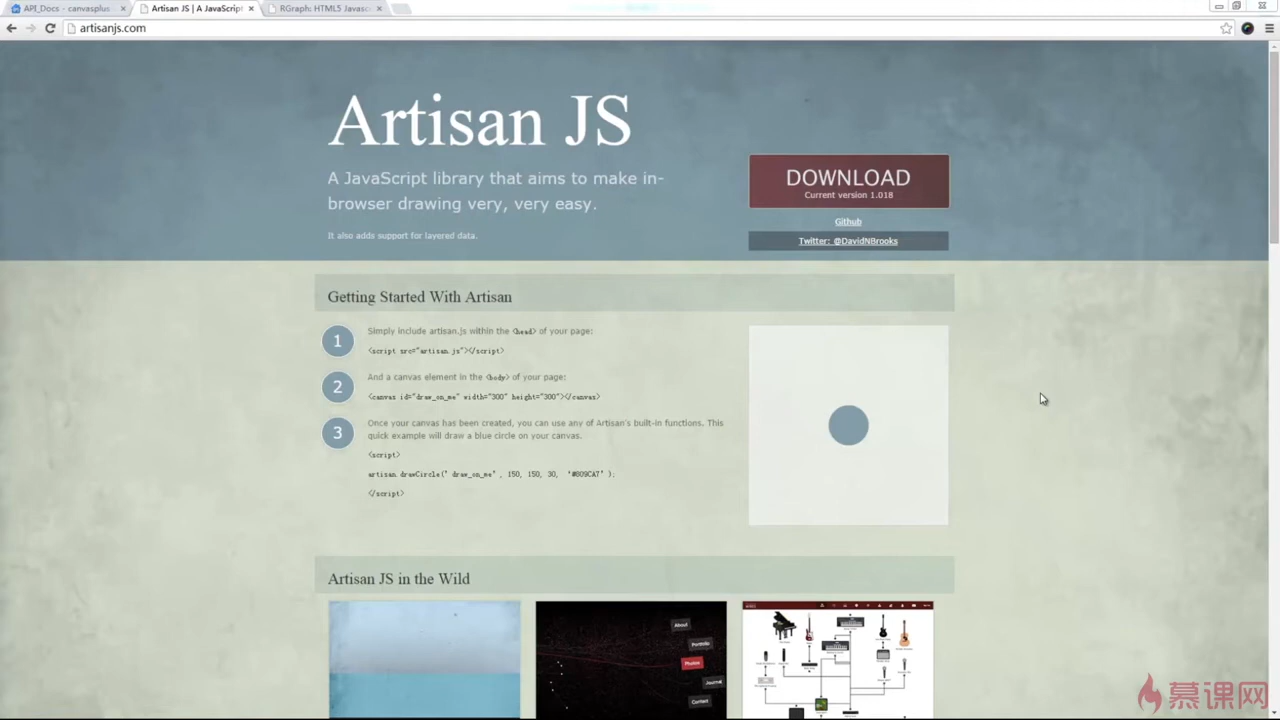 API_Docs - canvasplus
Artisan JS | A JavaScript
RGraph: HTML5 Javasc
artisanjs.com
Artisan JS
A JavaScript library that aims to make in-
browser drawing very, very easy.
It also adds support for layered data.
DOWNLOAD
Current version 1.018
Github
Twitter: @DavidNBrooks
Getting Started With Artisan
1
Simply include artisan.js within the <head> of your page:
<script src="artisan.js"></script>
2
And a canvas element in the <body> of your page:
<canvas id="draw_on_me" width="300" height="300"></canvas>
3
Once your canvas has been created, you can use any of Artisan's built-in functions. This
quick example will draw a blue circle on your canvas.
<script>
artisan.drawCircle('draw_on_me', 150, 150, 30, '#809CA7');
</script>
Artisan JS in the Wild
About
Portfolio
Photos
Journal
Contact
慕课网